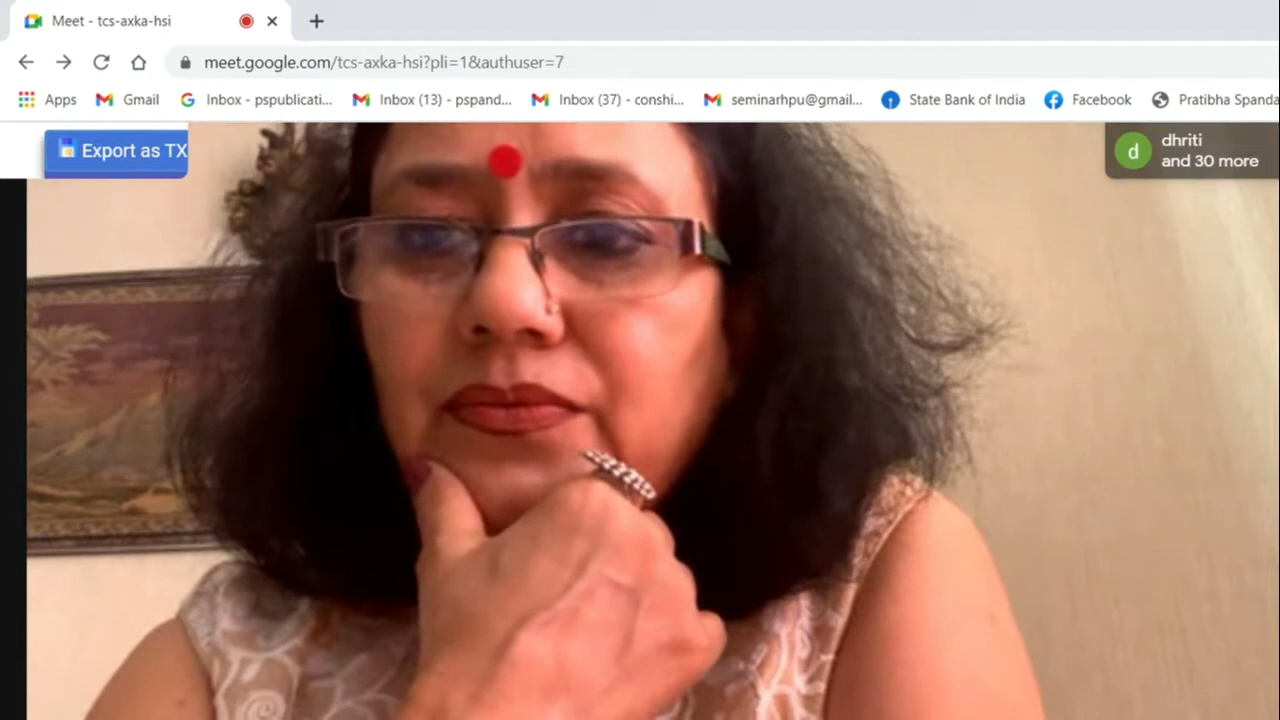 Meet - tcs-axka-hsi
meet.google.com/tcs-axka-hsi?pli=1&authuser=7
Apps Gmail Inbox - pspublicati... Inbox (13) - pspand... Inbox (37) - conshi... seminarhpu@gmail... State Bank of India Facebook Pratibha Spanda
Export as TX
d
dhriti
and 30 more